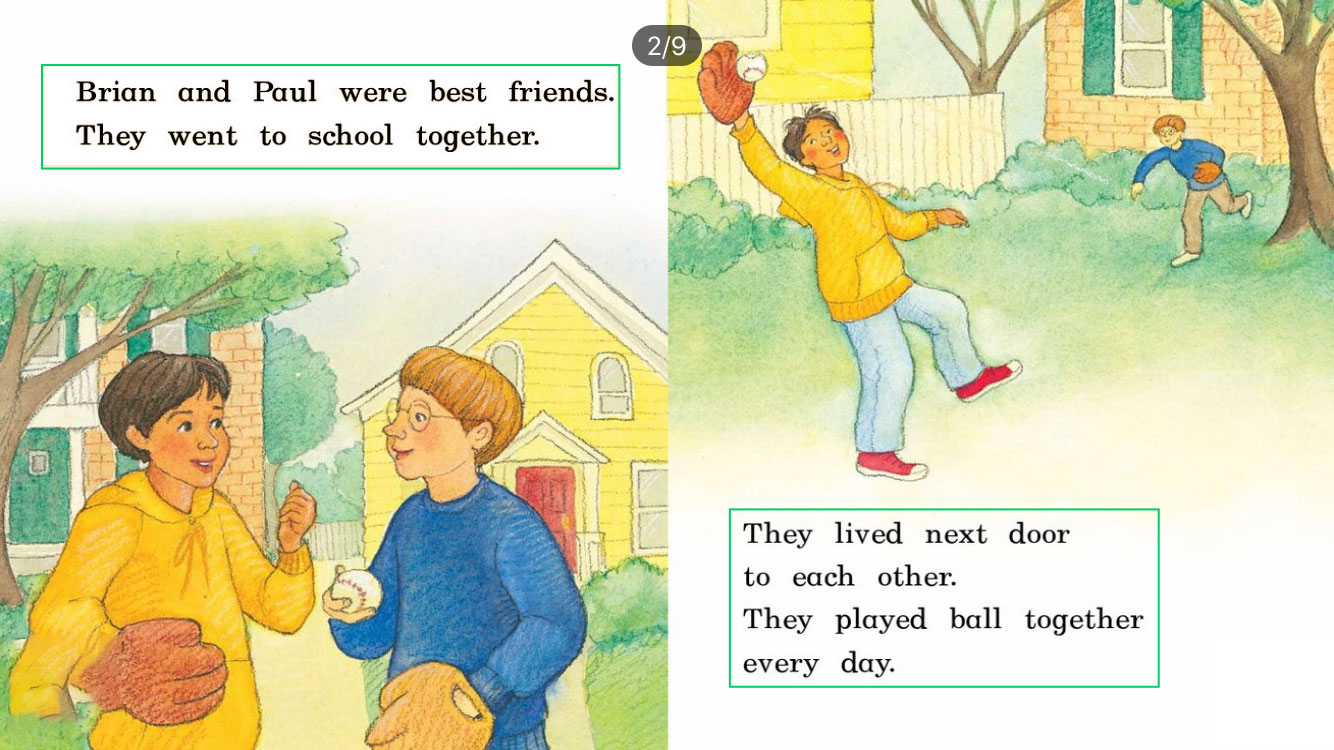 2/9
Brian and Paul were best friends.
They went to school together.
They lived next door
to each other.
They played ball together
every day.